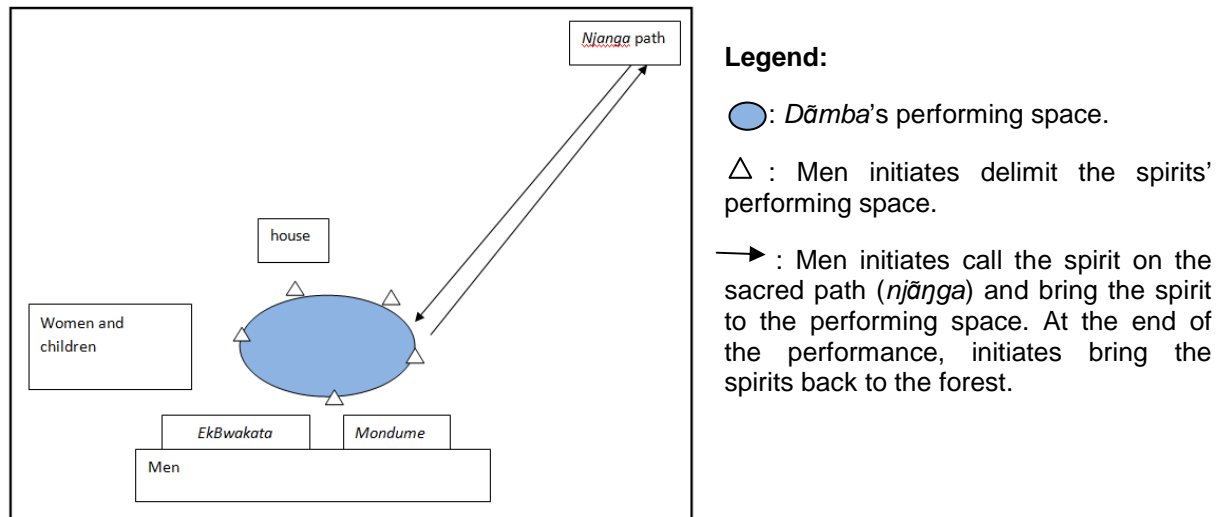 Njanga path
house
Women and
children
EkBwakata
Mondume
Men
Legend:
: Dãmba’s performing space.
: Men initiates delimit the spirits’
performing space.
: Men initiates call the spirit on the
sacred path (njãŋga) and bring the spirit
to the performing space. At the end of
the performance, initiates bring the
spirits back to the forest.